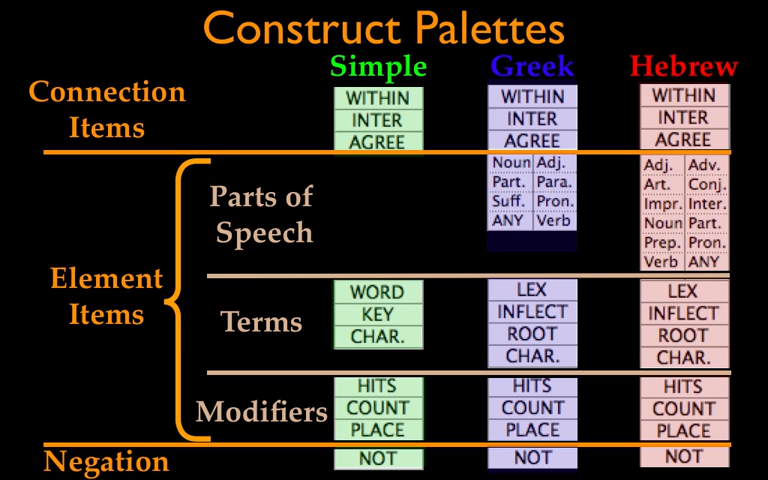 Construct Palettes
Simple Greek Hebrew
Connection Items
WITHIN WITHIN WITHIN
INTER INTER INTER
AGREE AGREE AGREE
Element Items
Parts of Speech
Noun Adj.
Part. Para.
Suff. Pron.
ANY Verb
Adj. Adv.
Art. Conj.
Impr. Inter.
Noun Part.
Prep. Pron.
Verb ANY
Terms
WORD LEX LEX
KEY INFLECT INFLECT
CHAR. ROOT ROOT
CHAR. CHAR.
Modifiers
HITS HITS HITS
COUNT COUNT COUNT
PLACE PLACE PLACE
Negation
NOT NOT NOT